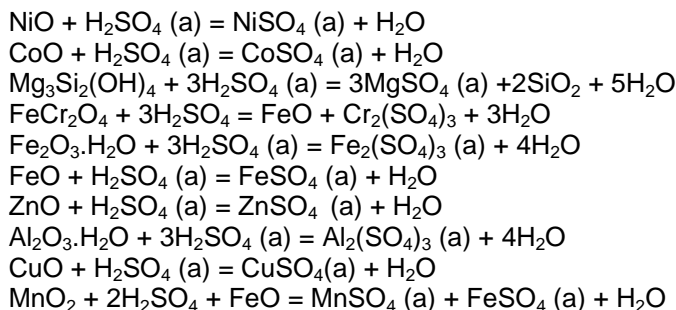 NiO + H₂SO₄ (a) = NiSO₄ (a) + H₂O
CoO + H₂SO₄ (a) = CoSO₄ (a) + H₂O
Mg₃Si₂(OH)₄ + 3H₂SO₄ (a) = 3MgSO₄ (a) +2SiO₂ + 5H₂O
FeCr₂O₄ + 3H₂SO₄ = FeO + Cr₂(SO₄)₃ + 3H₂O
Fe₂O₃.H₂O + 3H₂SO₄ (a) = Fe₂(SO₄)₃ (a) + 4H₂O
FeO + H₂SO₄ (a) = FeSO₄ (a) + H₂O
ZnO + H₂SO₄ (a) = ZnSO₄ (a) + H₂O
Al₂O₃.H₂O + 3H₂SO₄ (a) = Al₂(SO₄)₃ (a) + 4H₂O
CuO + H₂SO₄ (a) = CuSO₄(a) + H₂O
MnO₂ + 2H₂SO₄ + FeO = MnSO₄ (a) + FeSO₄ (a) + H₂O